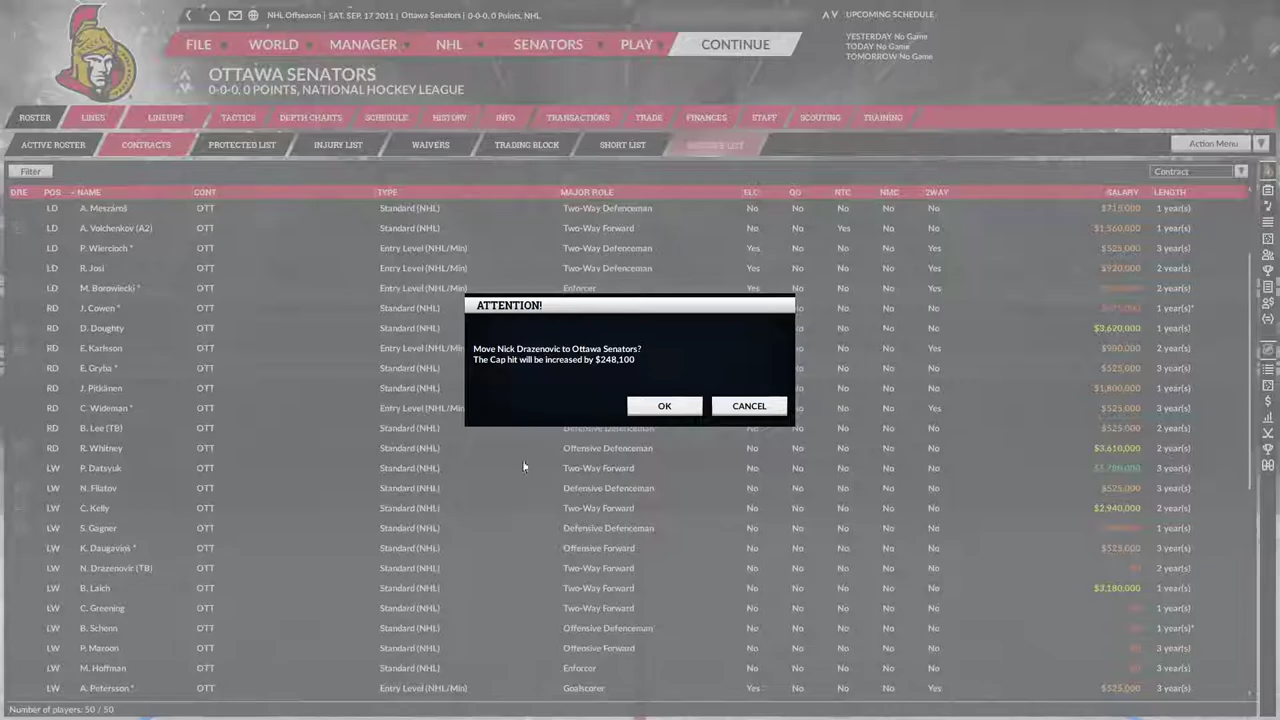 NHL Offseason | SAT. SEP. 17 2011 | Ottawa Senators | 0-0-0, 0 Points, NHL
UPCOMING SCHEDULE
YESTERDAY No Game
TODAY No Game
TOMORROW No Game
FILE WORLD MANAGER NHL SENATORS PLAY CONTINUE
OTTAWA SENATORS
0-0-0, 0 POINTS, NATIONAL HOCKEY LEAGUE
ROSTER LINES LINEUPS TACTICS DEPTH CHARTS SCHEDULE HISTORY INFO TRANSACTIONS TRADE FINANCES STAFF SCOUTING TRAINING
ACTIVE ROSTER CONTRACTS PROTECTED LIST INJURY LIST WAIVERS TRADING BLOCK SHORT LIST Action Menu
Filter Contract
DRE POS NAME CONT TYPE MAJOR ROLE ELC QO NTC NMC 2WAY SALARY LENGTH
LD A. Meszároš OTT Standard (NHL) Two-Way Defenceman No No No No No $715,000 1 year(s)
LD A. Volchenkov (A2) OTT Standard (NHL) Two-Way Forward No No Yes No No $1,560,000 1 year(s)
LD P. Wiercioch * OTT Entry Level (NHL/Min) Two-Way Defenceman Yes No No No Yes $525,000 3 year(s)
LD R. Josi OTT Entry Level (NHL/Min) Two-Way Defenceman Yes No No No Yes $920,000 2 year(s)
LD M. Borowiecki * OTT Entry Level (NHL/Min) Enforcer Yes No No No Yes 2 year(s)
RD J. Cowen * OTT Standard (NHL) No No No No 1 year(s)*
RD D. Doughty OTT Standard (NHL) No No No No $3,620,000 1 year(s)
RD E. Karlsson OTT Entry Level (NHL/Min No No No Yes $900,000 2 year(s)
RD E. Gryba * OTT Standard (NHL) No No No No $525,000 3 year(s)
RD J. Pitkänen OTT Standard (NHL) No No No No $1,800,000 1 year(s)
RD C. Wideman * OTT Entry Level (NHL/Min No No No Yes $525,000 3 year(s)
RD B. Lee (TB) OTT Standard (NHL) Defensive Defenceman No No No No No $525,000 2 year(s)
RD R. Whitney OTT Standard (NHL) Offensive Defenceman No No No No No $3,610,000 1 year(s)
LW P. Datsyuk OTT Standard (NHL) Two-Way Forward No No No No No 3 year(s)
LW N. Filatov OTT Standard (NHL) Defensive Defenceman No No No No No $525,000 3 year(s)
LW C. Kelly OTT Standard (NHL) Two-Way Forward No No No No No $2,940,000 2 year(s)
LW S. Gagner OTT Standard (NHL) Defensive Defenceman No No No No No 1 year(s)
LW K. Daugavins * OTT Standard (NHL) Offensive Forward No No No No No $525,000 3 year(s)
LW N. Drazenovic (TB) OTT Standard (NHL) Two-Way Forward No No No No No 2 year(s)
LW B. Laich OTT Standard (NHL) Two-Way Forward No No No No No $3,180,000 1 year(s)
LW C. Greening OTT Standard (NHL) Two-Way Forward No No No No No 1 year(s)
LW B. Schenn OTT Standard (NHL) Offensive Defenceman No No No No No 1 year(s)*
LW P. Maroon OTT Standard (NHL) Offensive Forward No No No No No 3 year(s)
LW M. Hoffman OTT Standard (NHL) Enforcer No No No No No 3 year(s)
LW A. Petersson * OTT Entry Level (NHL/Min) Goalscorer Yes No No No Yes $525,000 3 year(s)
Number of players: 50 / 50
ATTENTION!
Move Nick Drazenovic to Ottawa Senators?
The Cap hit will be increased by $248,100
OK CANCEL